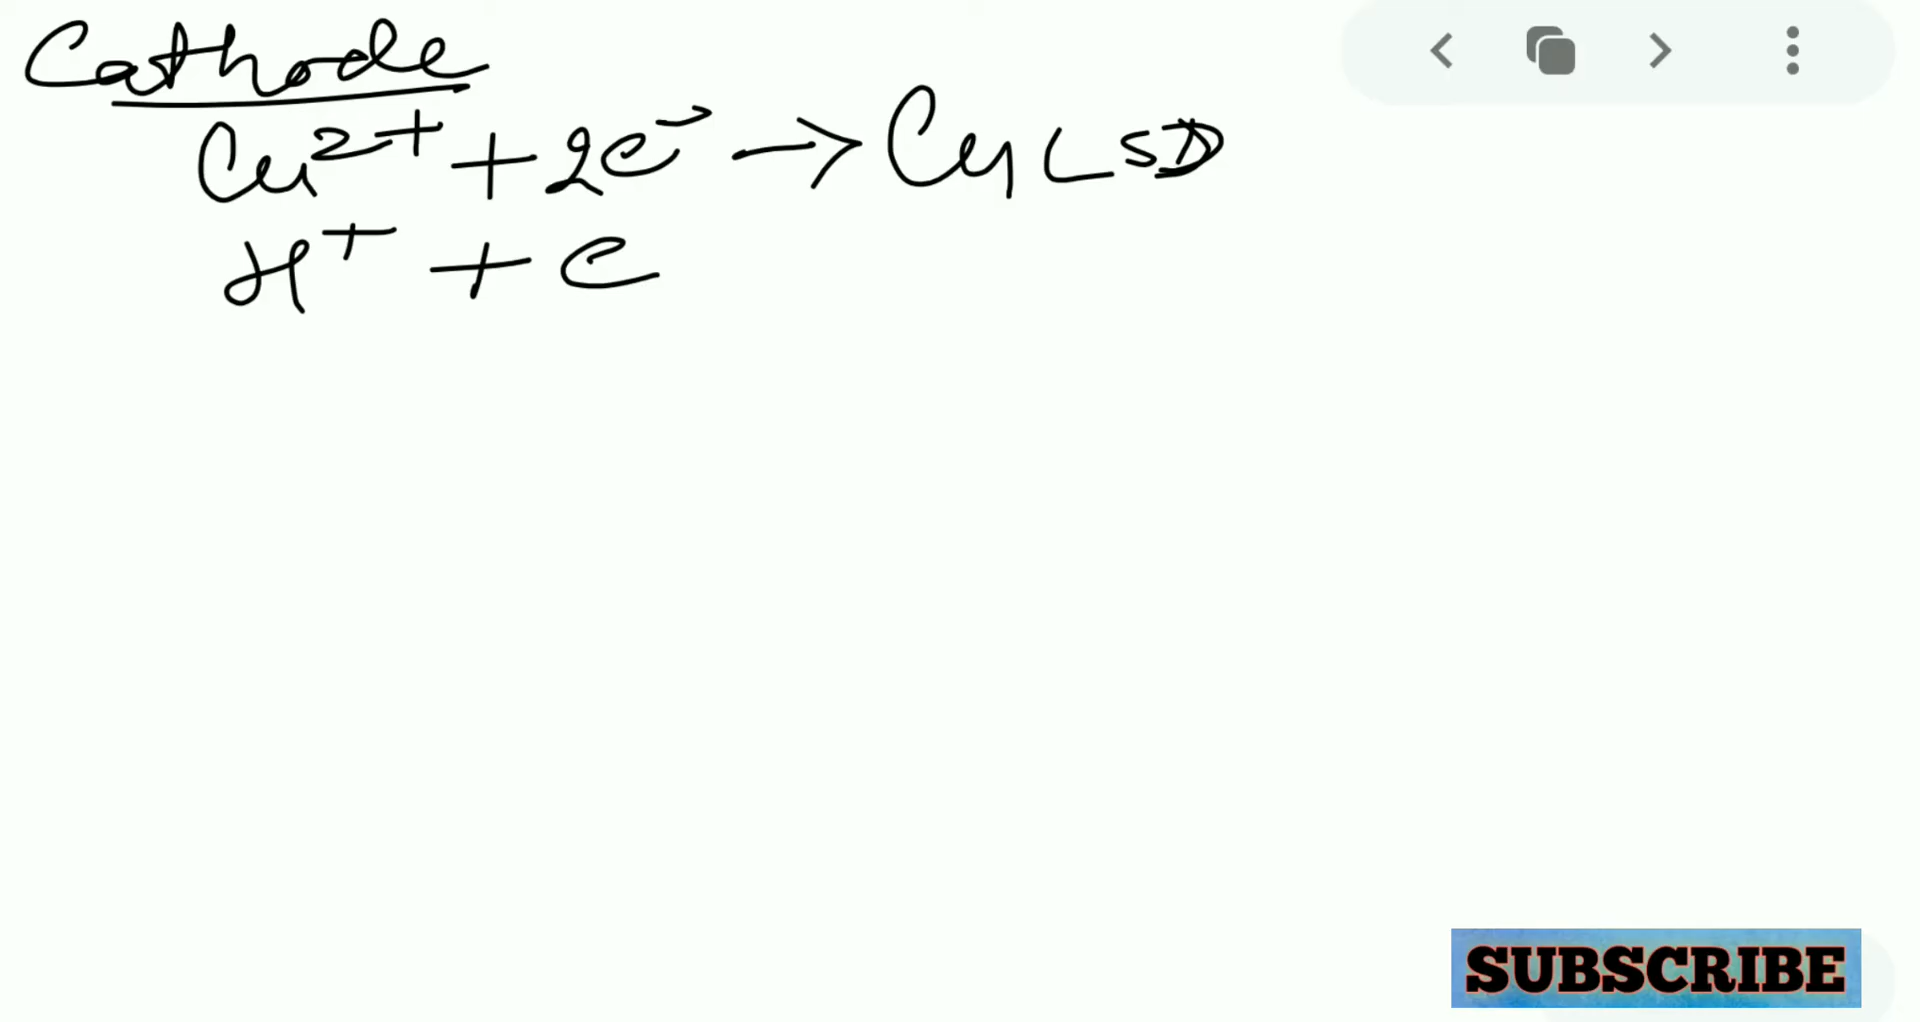 Cathode
Cu²⁺ + 2e⁻ → Cu(s)
H⁺ + e
SUBSCRIBE